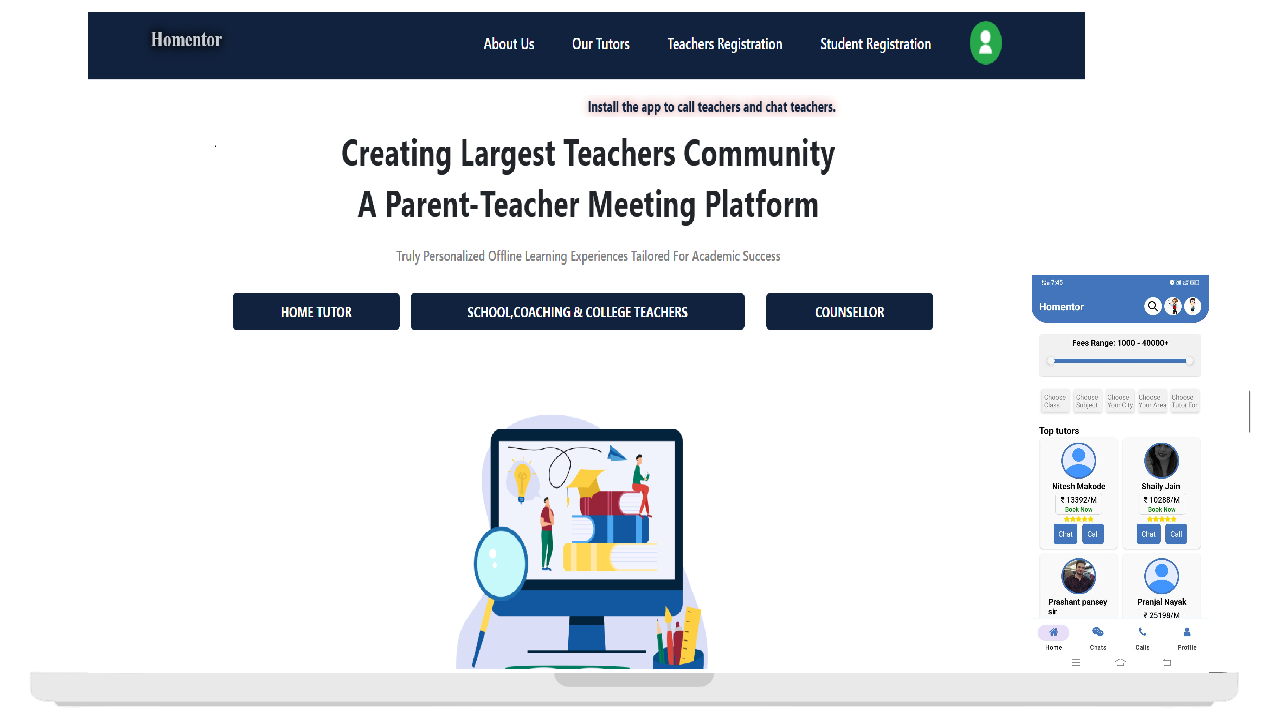 Homentor
About Us
Our Tutors
Teachers Registration
Student Registration
Install the app to call teachers and chat teachers.
Creating Largest Teachers Community
A Parent-Teacher Meeting Platform
Truly Personalized Offline Learning Experiences Tailored For Academic Success
HOME TUTOR
SCHOOL,COACHING & COLLEGE TEACHERS
COUNSELLOR
7:45
Homentor
Fees Range: 1000 - 40000+
Choose Class
Choose Subject
Choose Your City
Choose Your Area
Choose Tutor For
Top tutors
Nitesh Makode
₹ 13392/M
Book Now
Chat
Call
Shaily Jain
₹ 10288/M
Book Now
Chat
Call
Prashant pansey
sir
Pranjal Nayak
₹ 25198/M
Home
Chats
Calls
Profile